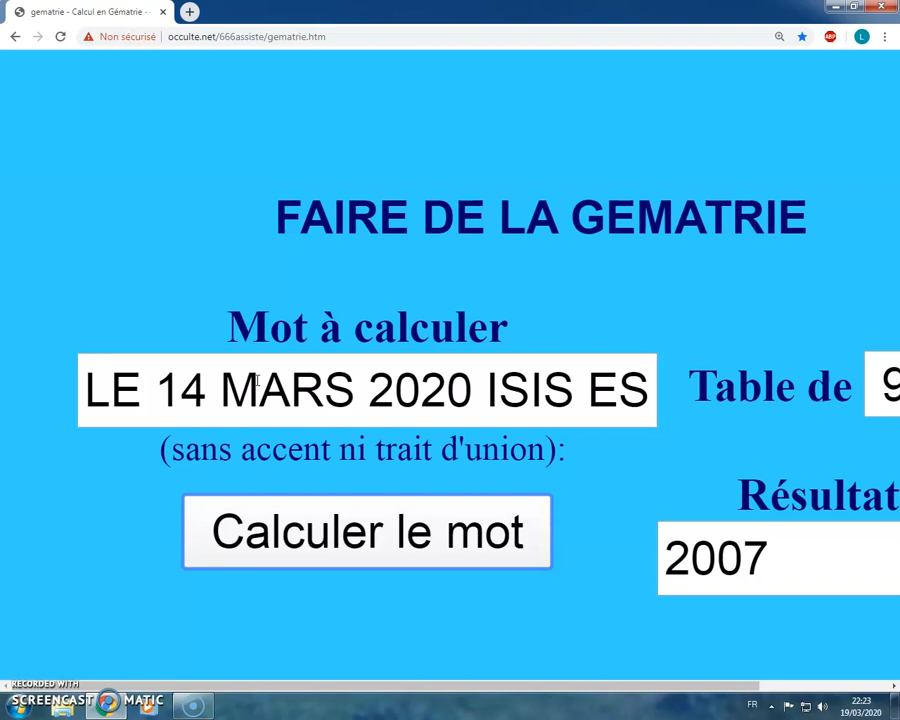 gematrie - Calcul en Gématrie -
Non sécurisé
occulte.net/666assiste/gematrie.htm
ABP
L
FAIRE DE LA GEMATRIE
Mot à calculer
LE 14 MARS 2020 ISIS ES
Table de 9
(sans accent ni trait d'union):
Résultat
Calculer le mot
2007
RECORDED WITH
SCREENCAST MATIC
FR
22:23
19/03/2020